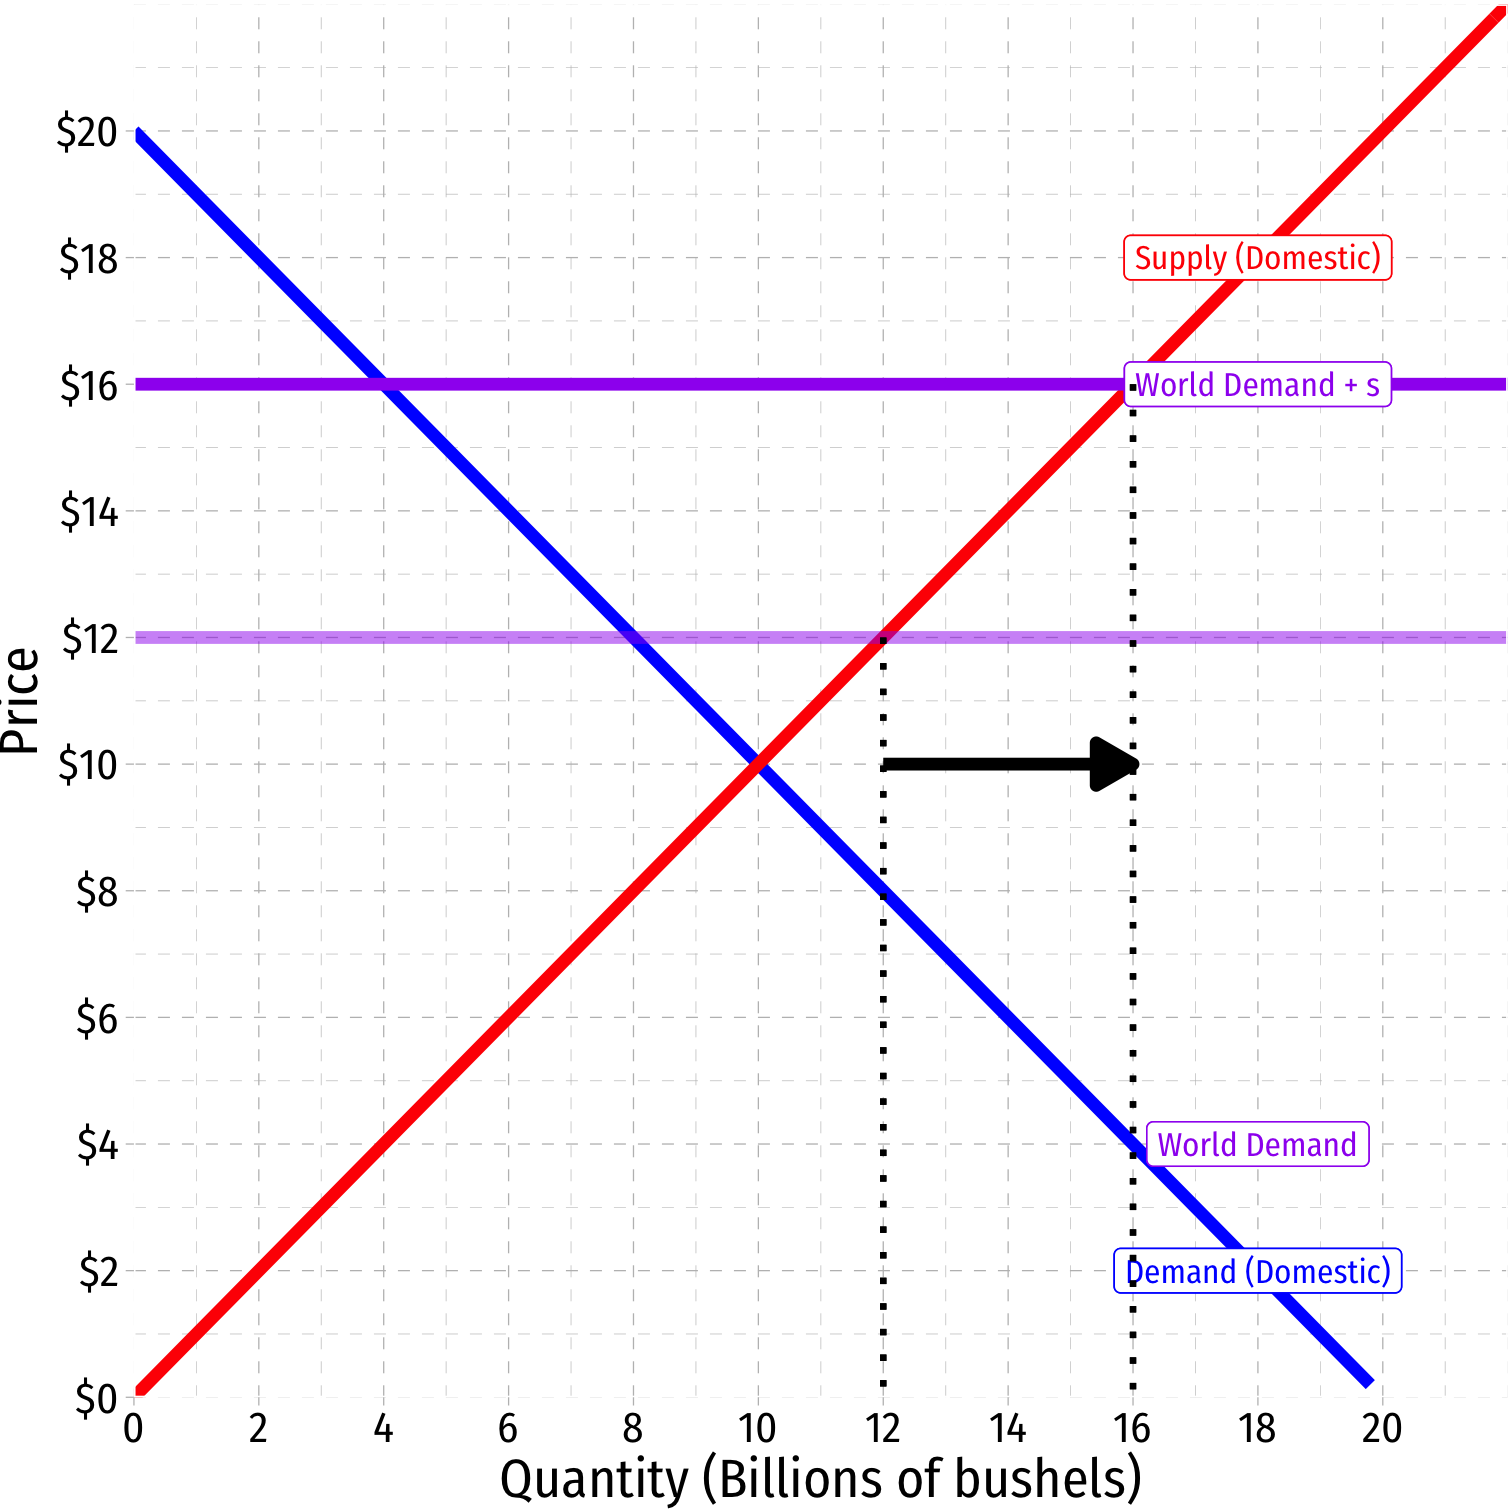 $20
$18
$16
$14
$12
$10
$8
$6
$4
$2
$0
Price
Supply (Domestic)
World Demand + s
World Demand
Demand (Domestic)
0 2 4 6 8 10 12 14 16 18 20
Quantity (Billions of bushels)